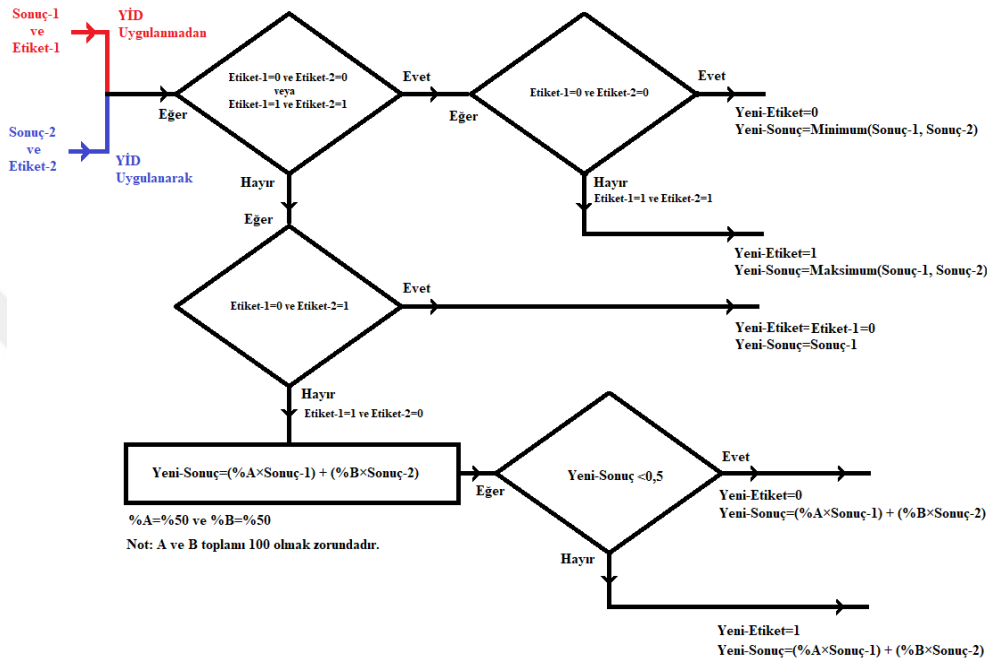 Sonuç-1
ve
Etiket-1
YİD
Uygulanmadan
Sonuç-2
ve
Etiket-2
YİD
Uygulanarak
Eğer
Etiket-1=0 ve Etiket-2=0
veya
Etiket-1=1 ve Etiket-2=1
Evet
Eğer
Etiket-1=0 ve Etiket-2=0
Evet
Yeni-Etiket=0
Yeni-Sonuç=Minimum(Sonuç-1, Sonuç-2)
Hayır
Etiket-1=1 ve Etiket-2=1
Yeni-Etiket=1
Yeni-Sonuç=Maksimum(Sonuç-1, Sonuç-2)
Hayır
Eğer
Etiket-1=0 ve Etiket-2=1
Evet
Yeni-Etiket=Etiket-1=0
Yeni-Sonuç=Sonuç-1
Hayır
Etiket-1=1 ve Etiket-2=0
Yeni-Sonuç=(%A×Sonuç-1) + (%B×Sonuç-2)
%A=%50 ve %B=%50
Not: A ve B toplamı 100 olmak zorundadır.
Eğer
Yeni-Sonuç <0,5
Evet
Yeni-Etiket=0
Yeni-Sonuç=(%A×Sonuç-1) + (%B×Sonuç-2)
Hayır
Yeni-Etiket=1
Yeni-Sonuç=(%A×Sonuç-1) + (%B×Sonuç-2)